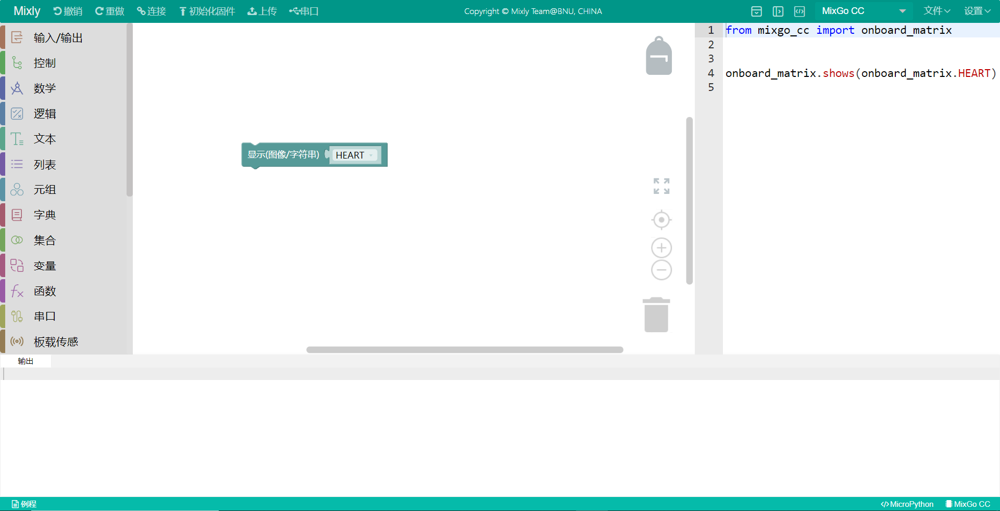 Mixly 撤销 重做 连接 初始化固件 上传 串口 Copyright © Mixly Team@BNU, CHINA MixGo CC 文件 设置
输入/输出
控制
数学
逻辑
文本
列表
元组
字典
集合
变量
函数
串口
板载传感
显示(图像/字符串) HEART
1 from mixgo_cc import onboard_matrix
2
3
4 onboard_matrix.shows(onboard_matrix.HEART)
5
输出
例程 MicroPython MixGo CC